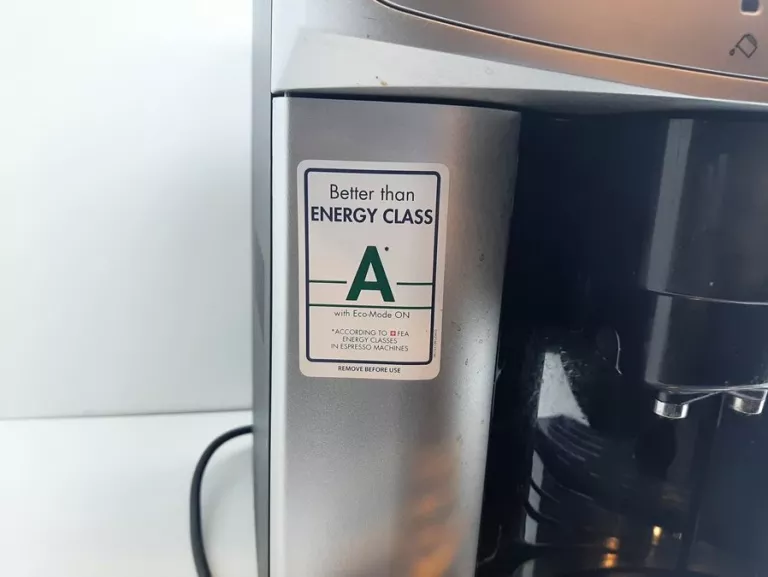 Better than
ENERGY CLASS
A*
with Eco-Mode ON
*ACCORDING TO FEA
ENERGY CLASSES
IN ESPRESSO MACHINES
REMOVE BEFORE USE